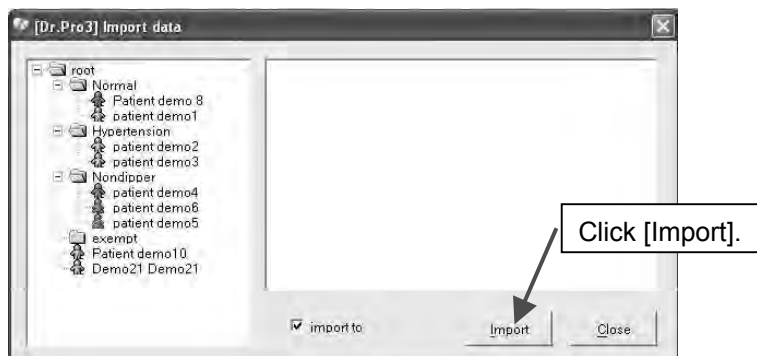 [Dr.Pro3] Import data
root
Normal
Patient demo 8
patient demo1
Hypertension
patient demo2
patient demo3
Nondipper
patient demo4
patient demo6
patient demo5
exempt
Patient demo10
Demo21 Demo21
import to
Import
Close
Click [Import].